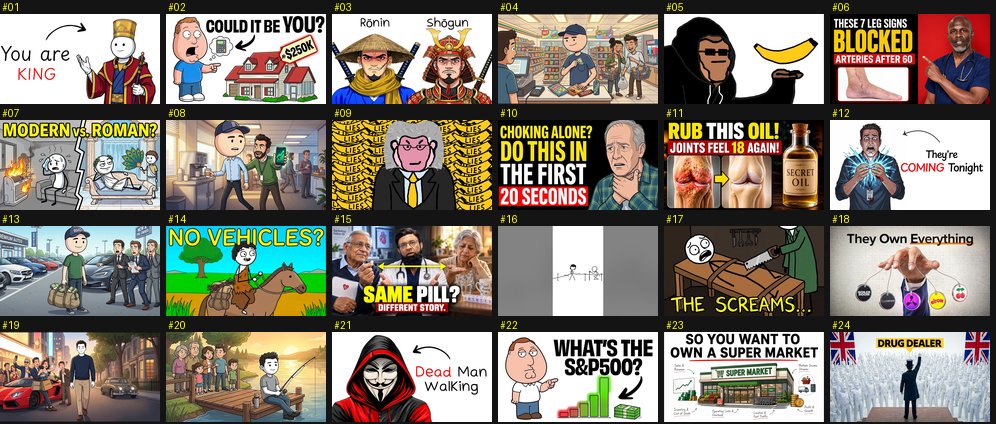 #01
You are
KING
#02
COULD IT BE YOU?
$250K
#03
Rōnin
Shōgun
#04
#05
#06
THESE 7 LEG SIGNS
BLOCKED
ARTERIES AFTER 60
#07
MODERN vs. ROMAN?
#08
#09
LIES
#10
CHOKING ALONE?
DO THIS IN
THE FIRST
20 SECONDS
#11
RUB THIS OIL!
JOINTS FEEL 18 AGAIN!
SECRET
OIL
#12
They're
COMING Tonight
#13
#14
NO VEHICLES?
#15
SAME PILL?
DIFFERENT STORY.
#16
#17
THE SCREAMS...
#18
They Own Everything
#19
#20
#21
Dead Man
Walking
#22
WHAT'S THE
S&P500?
#23
SO YOU WANT TO
OWN A SUPER MARKET
SUPER MARKET
#24
DRUG DEALER